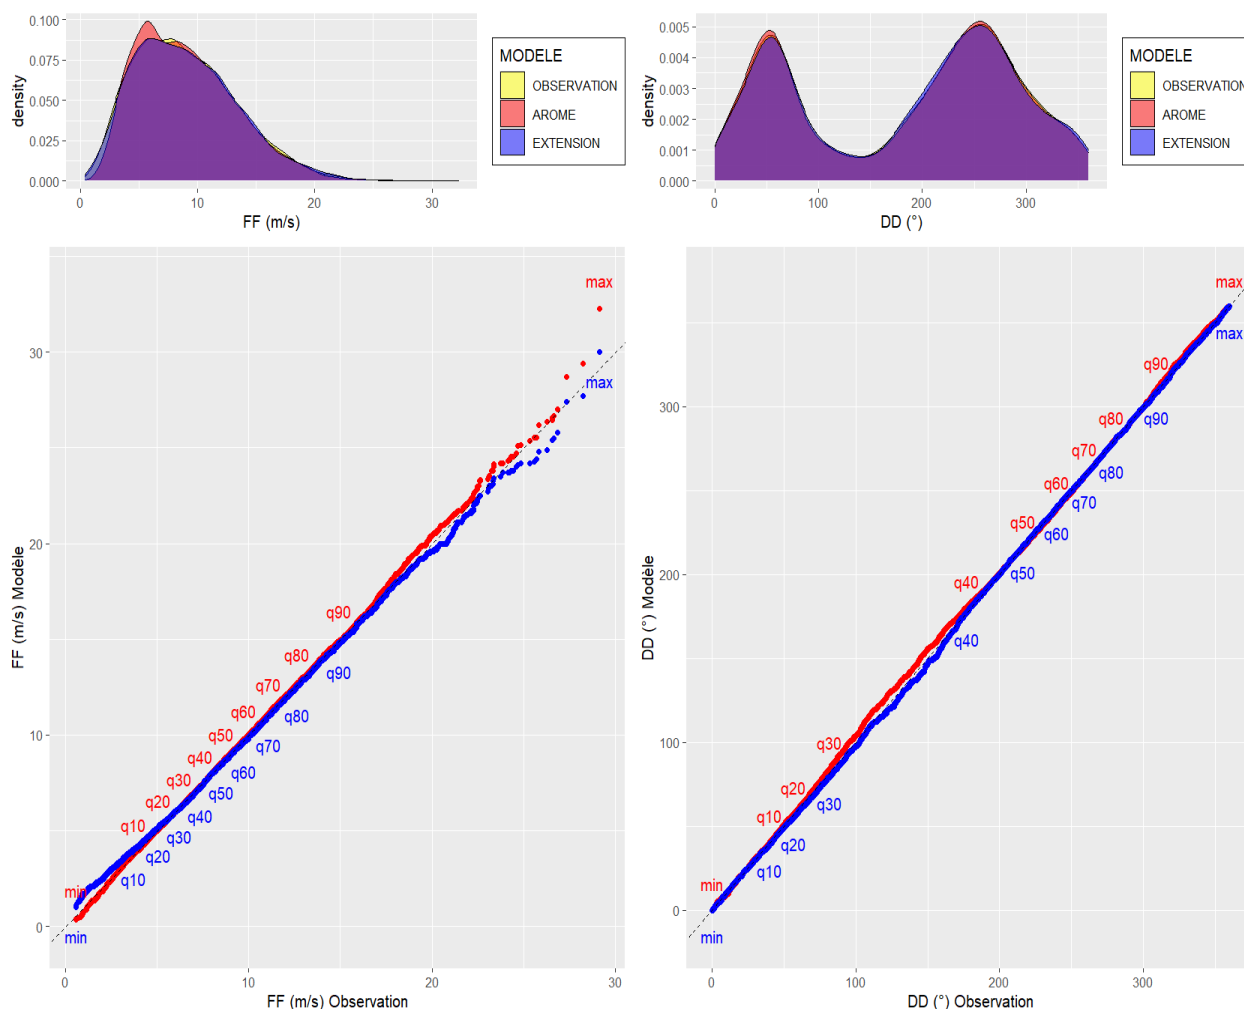 0.100
0.075
0.050
0.025
0.000
density
0 10 20 30
FF (m/s)
MODELE
OBSERVATION
AROME
EXTENSION
0.005
0.004
0.003
0.002
0.001
0.000
density
0 100 200 300
DD (°)
MODELE
OBSERVATION
AROME
EXTENSION
max
max
30
20
10
0
FF (m/s) Modèle
q90
q90
q80
q80
q70
q70
q60
q60
q50
q50
q40
q40
q30
q30
q20
q20
q10
q10
min
min
0 10 20 30
FF (m/s) Observation
max
max
300
200
100
0
DD (°) Modèle
q90
q90
q80
q80
q70
q70
q60
q60
q50
q50
q40
q40
q30
q30
q20
q20
q10
q10
min
min
0 100 200 300
DD (°) Observation